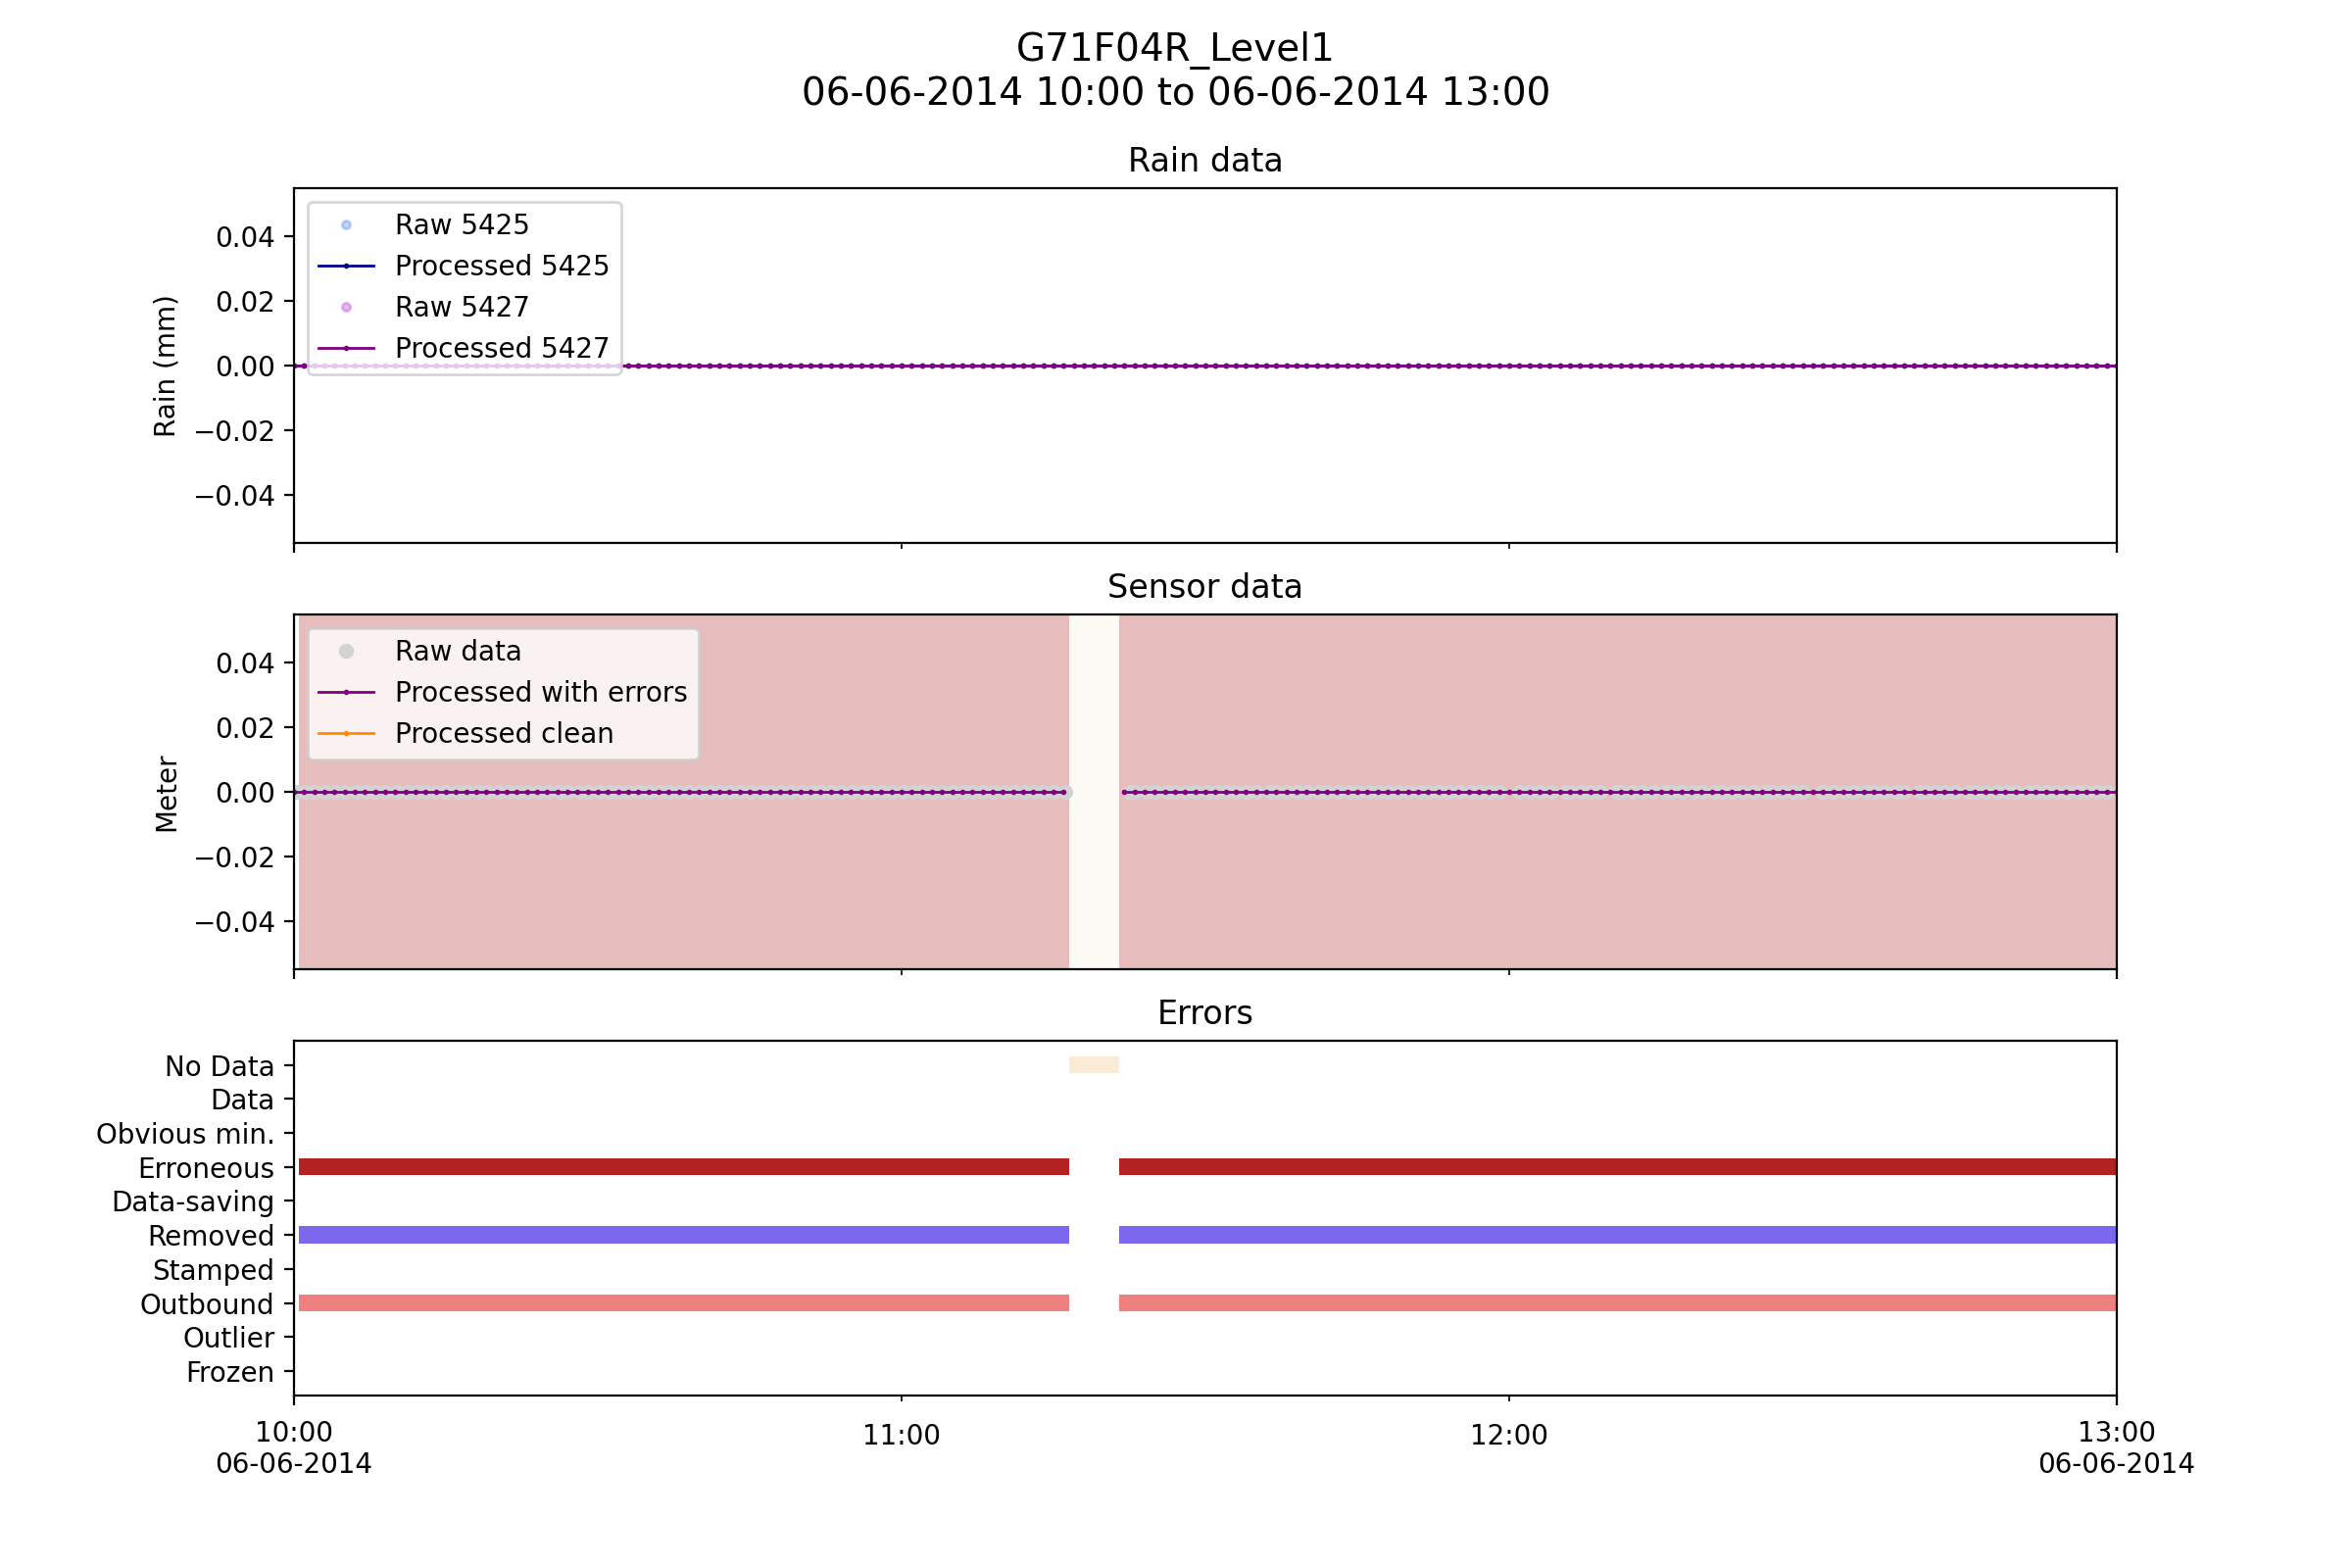 G71F04R_Level1
06-06-2014 10:00 to 06-06-2014 13:00
Rain data
Rain (mm)
0.04
0.02
0.00
−0.02
−0.04
Raw 5425
Processed 5425
Raw 5427
Processed 5427
Sensor data
Meter
0.04
0.02
0.00
−0.02
−0.04
Raw data
Processed with errors
Processed clean
Errors
No Data
Data
Obvious min.
Erroneous
Data-saving
Removed
Stamped
Outbound
Outlier
Frozen
10:00
06-06-2014
11:00
12:00
13:00
06-06-2014